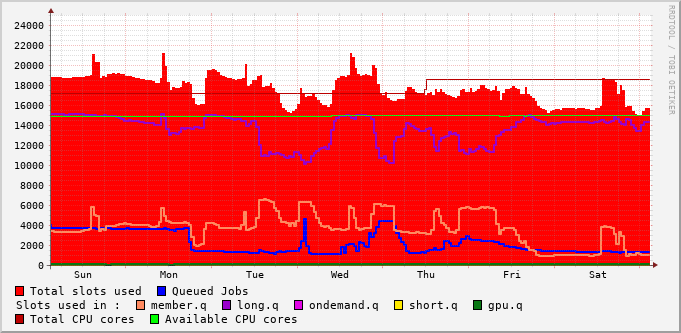 RRDTOOL / TOBI OETIKER
24000
22000
20000
18000
16000
14000
12000
10000
8000
6000
4000
2000
0
Sun Mon Tue Wed Thu Fri Sat
Total slots used Queued Jobs
Slots used in : member.q long.q ondemand.q short.q gpu.q
Total CPU cores Available CPU cores